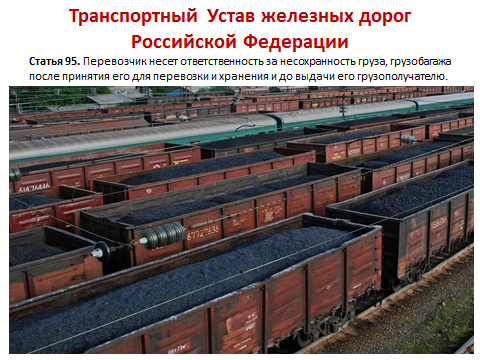 Транспортный Устав железных дорог
Российской Федерации
Статья 95. Перевозчик несет ответственность за несохранность груза, грузобагажа
после принятия его для перевозки и хранения и до выдачи его грузополучателю.
67727636